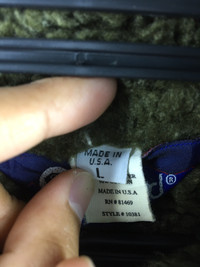 MADE IN
U.S.A.
L
MADE IN U.S.A
RN # 81469
STYLE # 10381
®